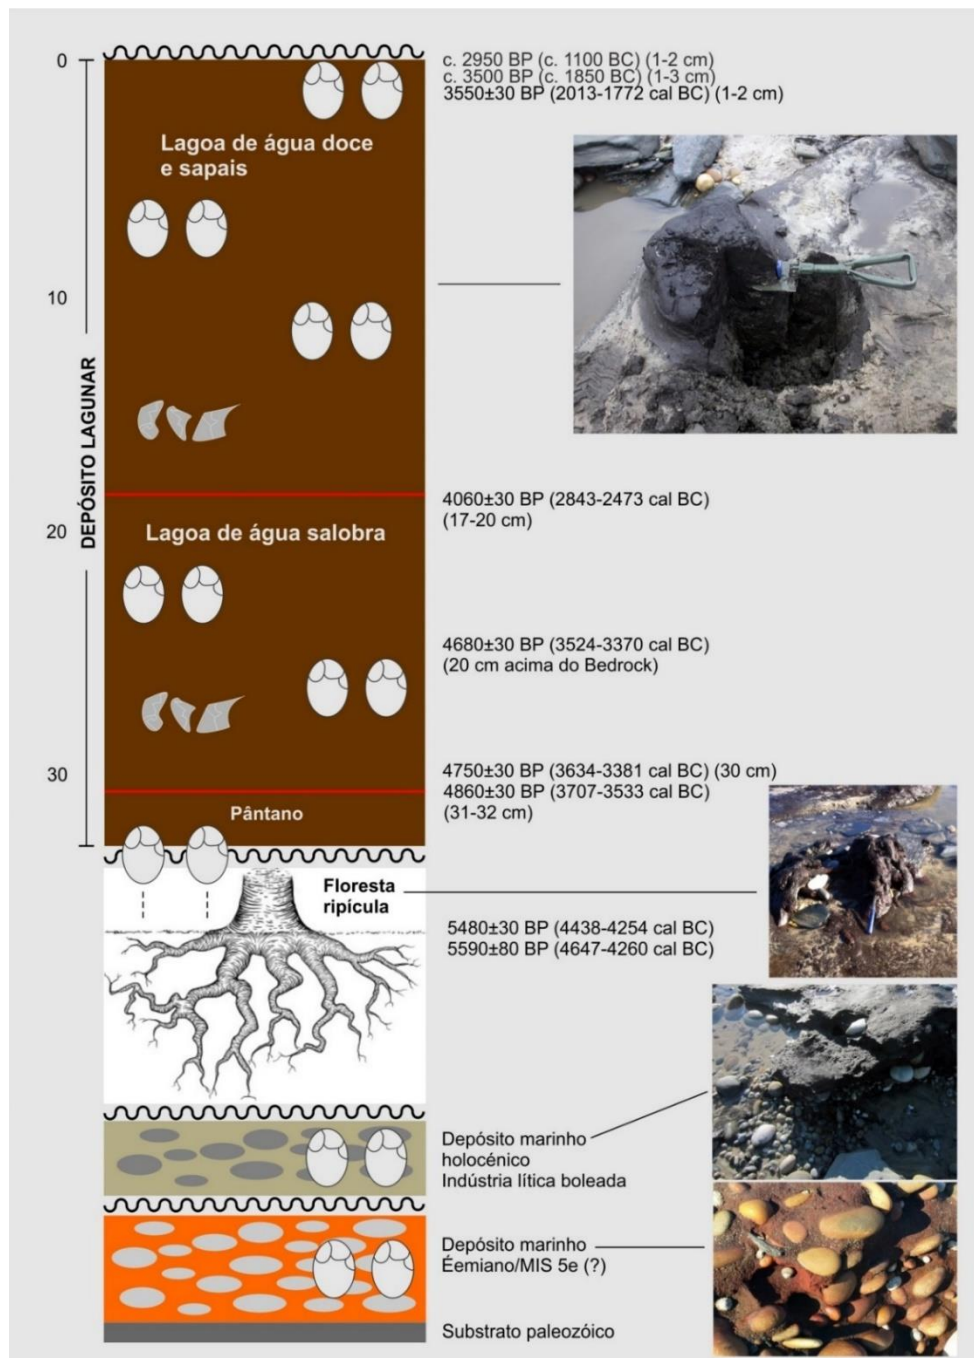 0
c. 2950 BP (c. 1100 BC) (1-2 cm)
c. 3500 BP (c. 1850 BC) (1-3 cm)
3550±30 BP (2013-1772 cal BC) (1-2 cm)
Lagoa de água doce
e sapais
10
DEPÓSITO LAGUNAR
4060±30 BP (2843-2473 cal BC)
(17-20 cm)
20
Lagoa de água salobra
4680±30 BP (3524-3370 cal BC)
(20 cm acima do Bedrock)
30
4750±30 BP (3634-3381 cal BC) (30 cm)
4860±30 BP (3707-3533 cal BC)
(31-32 cm)
Pântano
Floresta
ripícula
5480±30 BP (4438-4254 cal BC)
5590±80 BP (4647-4260 cal BC)
Depósito marinho
holocénico
Indústria lítica boleada
Depósito marinho
Éemiano/MIS 5e (?)
Substrato paleozóico